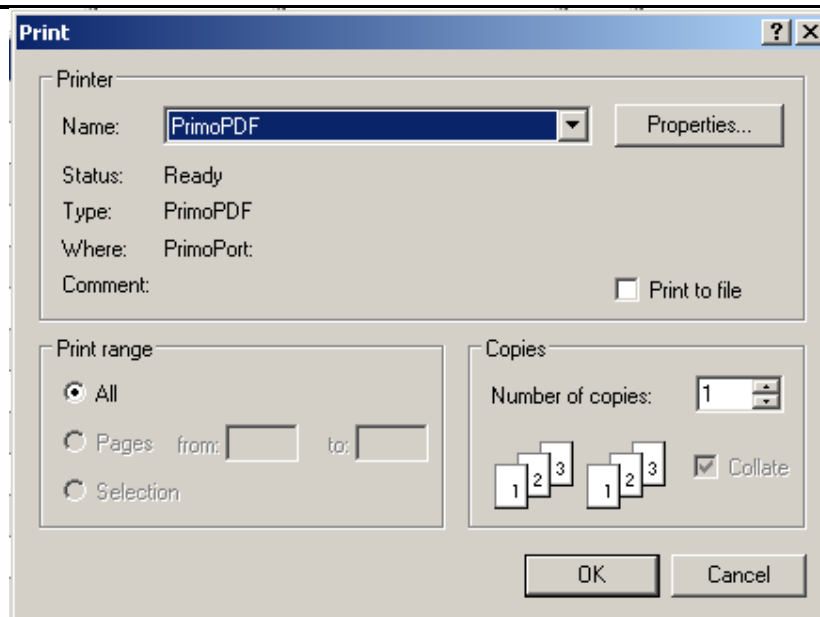 Print
Printer
Name: PrimoPDF Properties...
Status: Ready
Type: PrimoPDF
Where: PrimoPort:
Comment:
Print to file
Print range
All
Pages from: to:
Selection
Copies
Number of copies: 1
1 2 3 1 2 3
Collate
OK Cancel